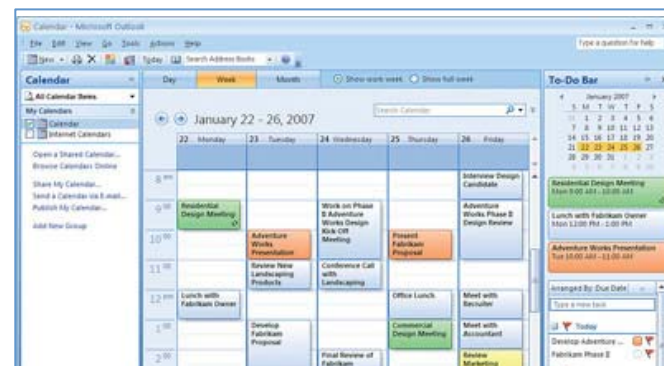 Calendar - Microsoft Outlook
File Edit View Go Tools Actions Help
Type a question for help
New Today Search Address Books
Calendar
All Calendar Items
My Calendars
Calendar
Internet Calendars
Open a Shared Calendar...
Browse Calendars Online
Share My Calendar...
Send a Calendar via E-mail...
Publish My Calendar...
Add New Group
Day Week Month Show work week Show full week
January 22 - 26, 2007
Search Calendar
22 Monday 23 Tuesday 24 Wednesday 25 Thursday 26 Friday
8 am
Interview Design
Candidate
9 00
Residential
Design Meeting
Work on Phase
II Adventure
Works Design
Kick Off
Meeting
Adventure
Works Phase II
Design Review
10 00
Adventure
Works
Presentation
Present
Fabrikam
Proposal
11 00
Review New
Landscaping
Products
Conference Call
with
Landscaping
12 pm
Lunch with
Fabrikam Owner
Office Lunch
Meet with
Recruiter
1 00
Develop
Fabrikam
Proposal
Commercial
Design Meeting
Meet with
Accountant
2 00
Final Review of
Fabrikam
Review
Marketing
To-Do Bar
January 2007
S M T W T F S
31 1 2 3 4 5 6
7 8 9 10 11 12 13
14 15 16 17 18 19 20
21 22 23 24 25 26 27
28 29 30 31
Residential Design Meeting
Mon 9:00 AM - 10:00 AM
Lunch with Fabrikam Owner
Mon 12:00 PM - 1:00 PM
Adventure Works Presentation
Tue 10:00 AM - 11:00 AM
Arranged By: Due Date
Type a new task
Today
Develop Adventure ...
Fabrikam Phase II